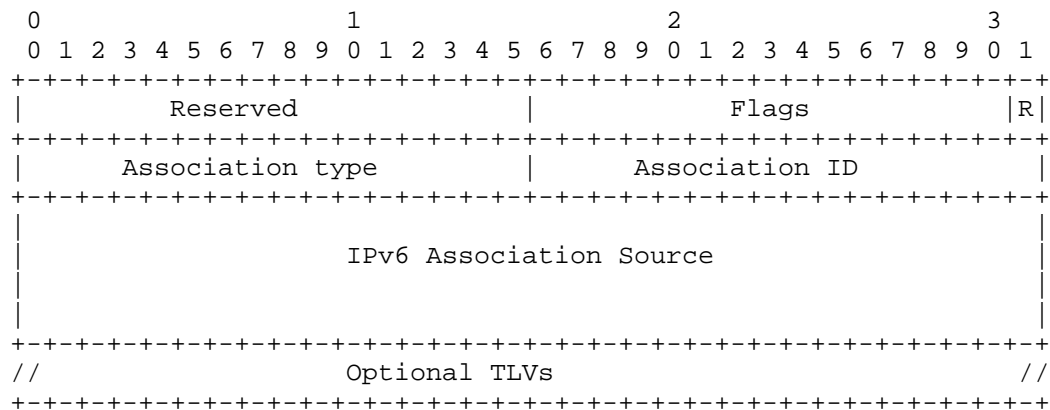 0                   1                   2                   3
 0 1 2 3 4 5 6 7 8 9 0 1 2 3 4 5 6 7 8 9 0 1 2 3 4 5 6 7 8 9 0 1
+-+-+-+-+-+-+-+-+-+-+-+-+-+-+-+-+-+-+-+-+-+-+-+-+-+-+-+-+-+-+-+-+
|         Reserved              |              Flags          |R|
+-+-+-+-+-+-+-+-+-+-+-+-+-+-+-+-+-+-+-+-+-+-+-+-+-+-+-+-+-+-+-+-+
|      Association type         |      Association ID           |
+-+-+-+-+-+-+-+-+-+-+-+-+-+-+-+-+-+-+-+-+-+-+-+-+-+-+-+-+-+-+-+-+
|                                                               |
|                    IPv6 Association Source                    |
|                                                               |
|                                                               |
+-+-+-+-+-+-+-+-+-+-+-+-+-+-+-+-+-+-+-+-+-+-+-+-+-+-+-+-+-+-+-+-+
//                   Optional TLVs                             //
+-+-+-+-+-+-+-+-+-+-+-+-+-+-+-+-+-+-+-+-+-+-+-+-+-+-+-+-+-+-+-+-+